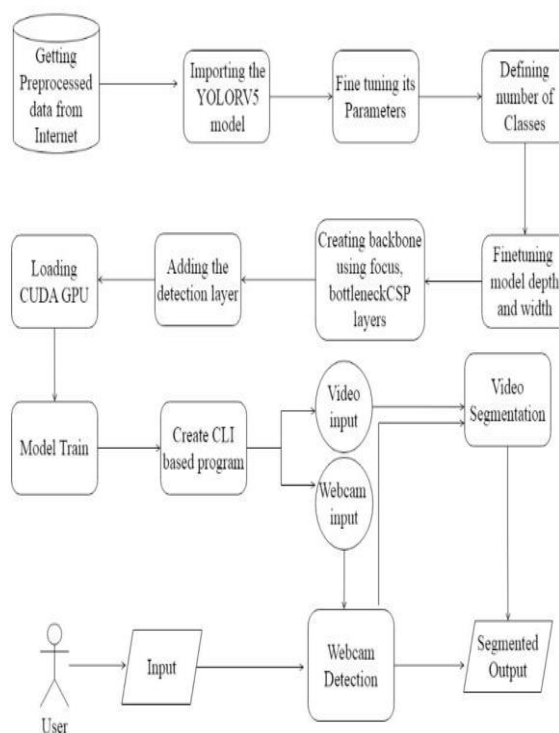 Getting
Preprocessed
data from
Internet
Importing the
YOLORV5
model
Fine tuning its
Parameters
Defining
number of
Classes
Loading
CUDA GPU
Adding the
detection layer
Creating backbone
using focus,
bottleneckCSP
layers
Finetuning
model depth
and width
Model Train
Create CLI
based program
Video
input
Webcam
input
Video
Segmentation
User
Input
Webcam
Detection
Segmented
Output